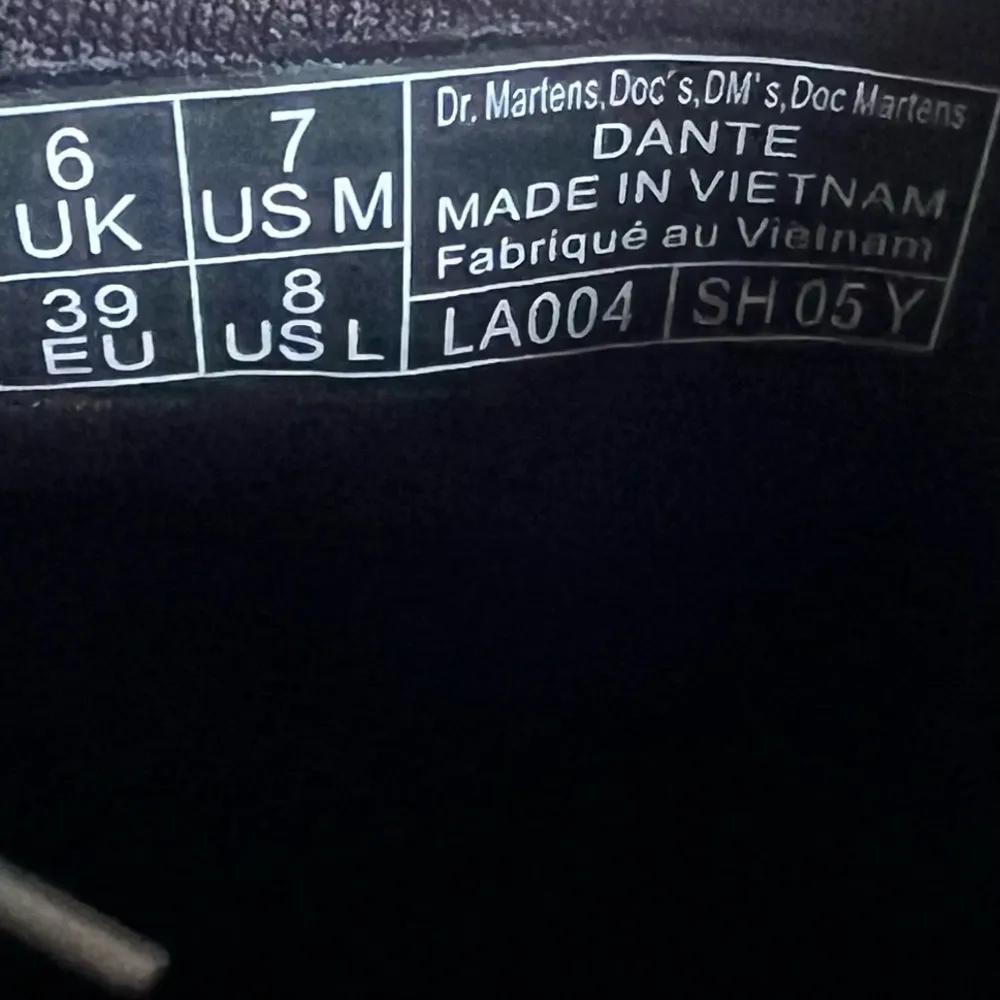 6
UK
7
US M
39
EU
8
US L
Dr. Martens,Doc's,DM's,Doc Martens
DANTE
MADE IN VIETNAM
Fabriqué au Vietnam
LA004
SH 05 Y